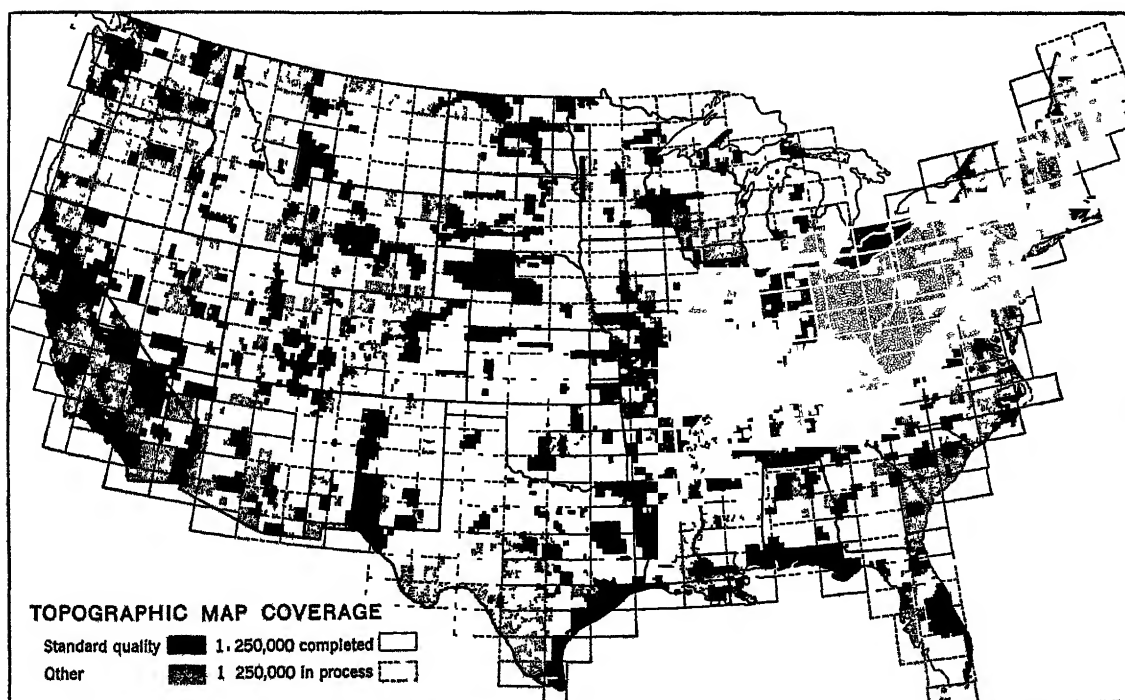 TOPOGRAPHIC MAP COVERAGE
Standard quality 1.250,000 completed
Other 1 250,000 in process